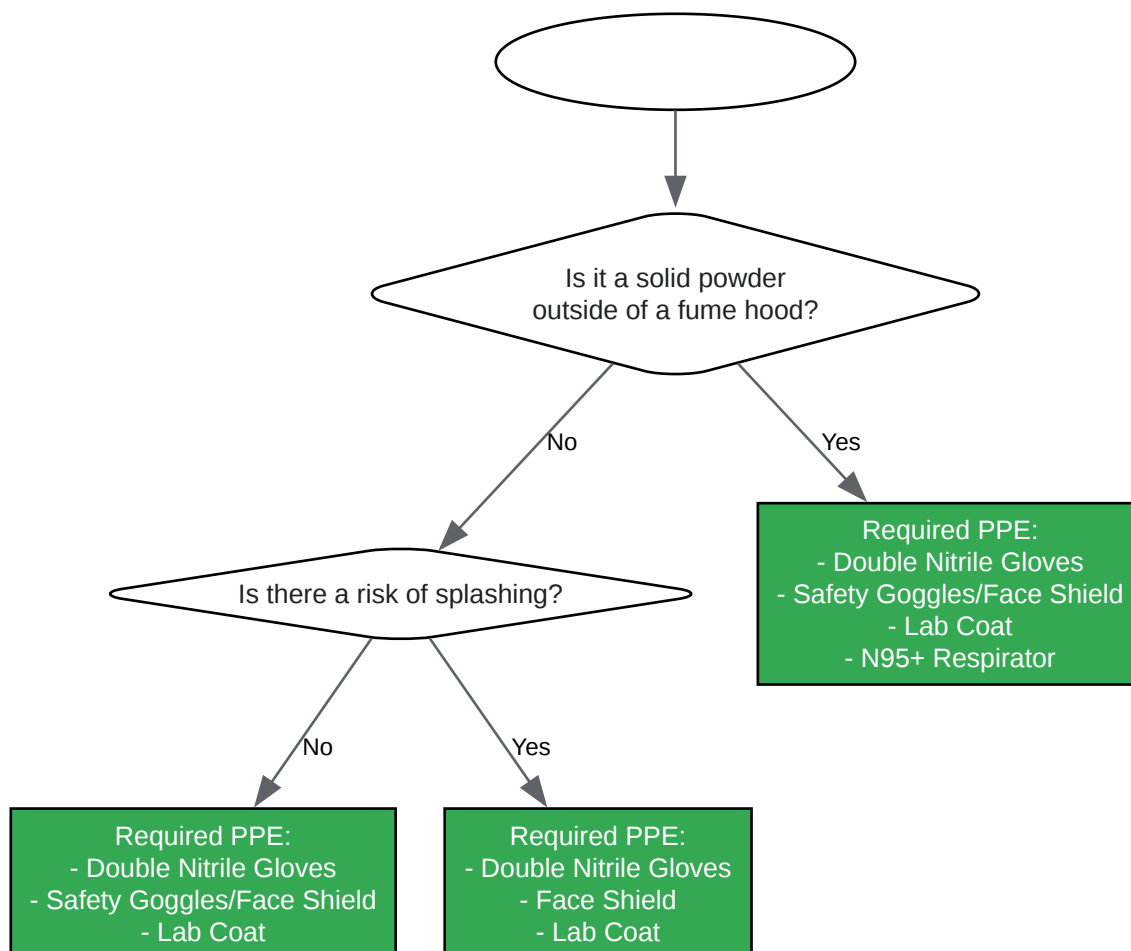 Is it a solid powder
outside of a fume hood?
No
Yes
Required PPE:
- Double Nitrile Gloves
- Safety Goggles/Face Shield
- Lab Coat
- N95+ Respirator
Is there a risk of splashing?
No
Yes
Required PPE:
- Double Nitrile Gloves
- Safety Goggles/Face Shield
- Lab Coat
Required PPE:
- Double Nitrile Gloves
- Face Shield
- Lab Coat